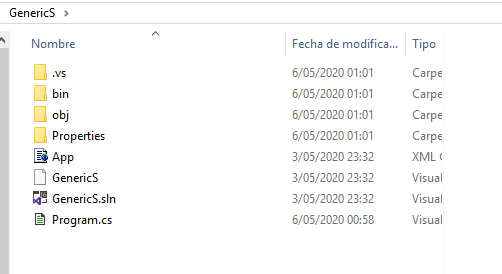 GenericS
Nombre Fecha de modifica... Tipo
.vs 6/05/2020 01:01 Carpe
bin 6/05/2020 01:01 Carpe
obj 6/05/2020 01:01 Carpe
Properties 6/05/2020 01:01 Carpe
App 3/05/2020 23:32 XML C
GenericS 3/05/2020 23:32 Visual
GenericS.sln 3/05/2020 23:32 Visual
Program.cs 6/05/2020 00:58 Visual